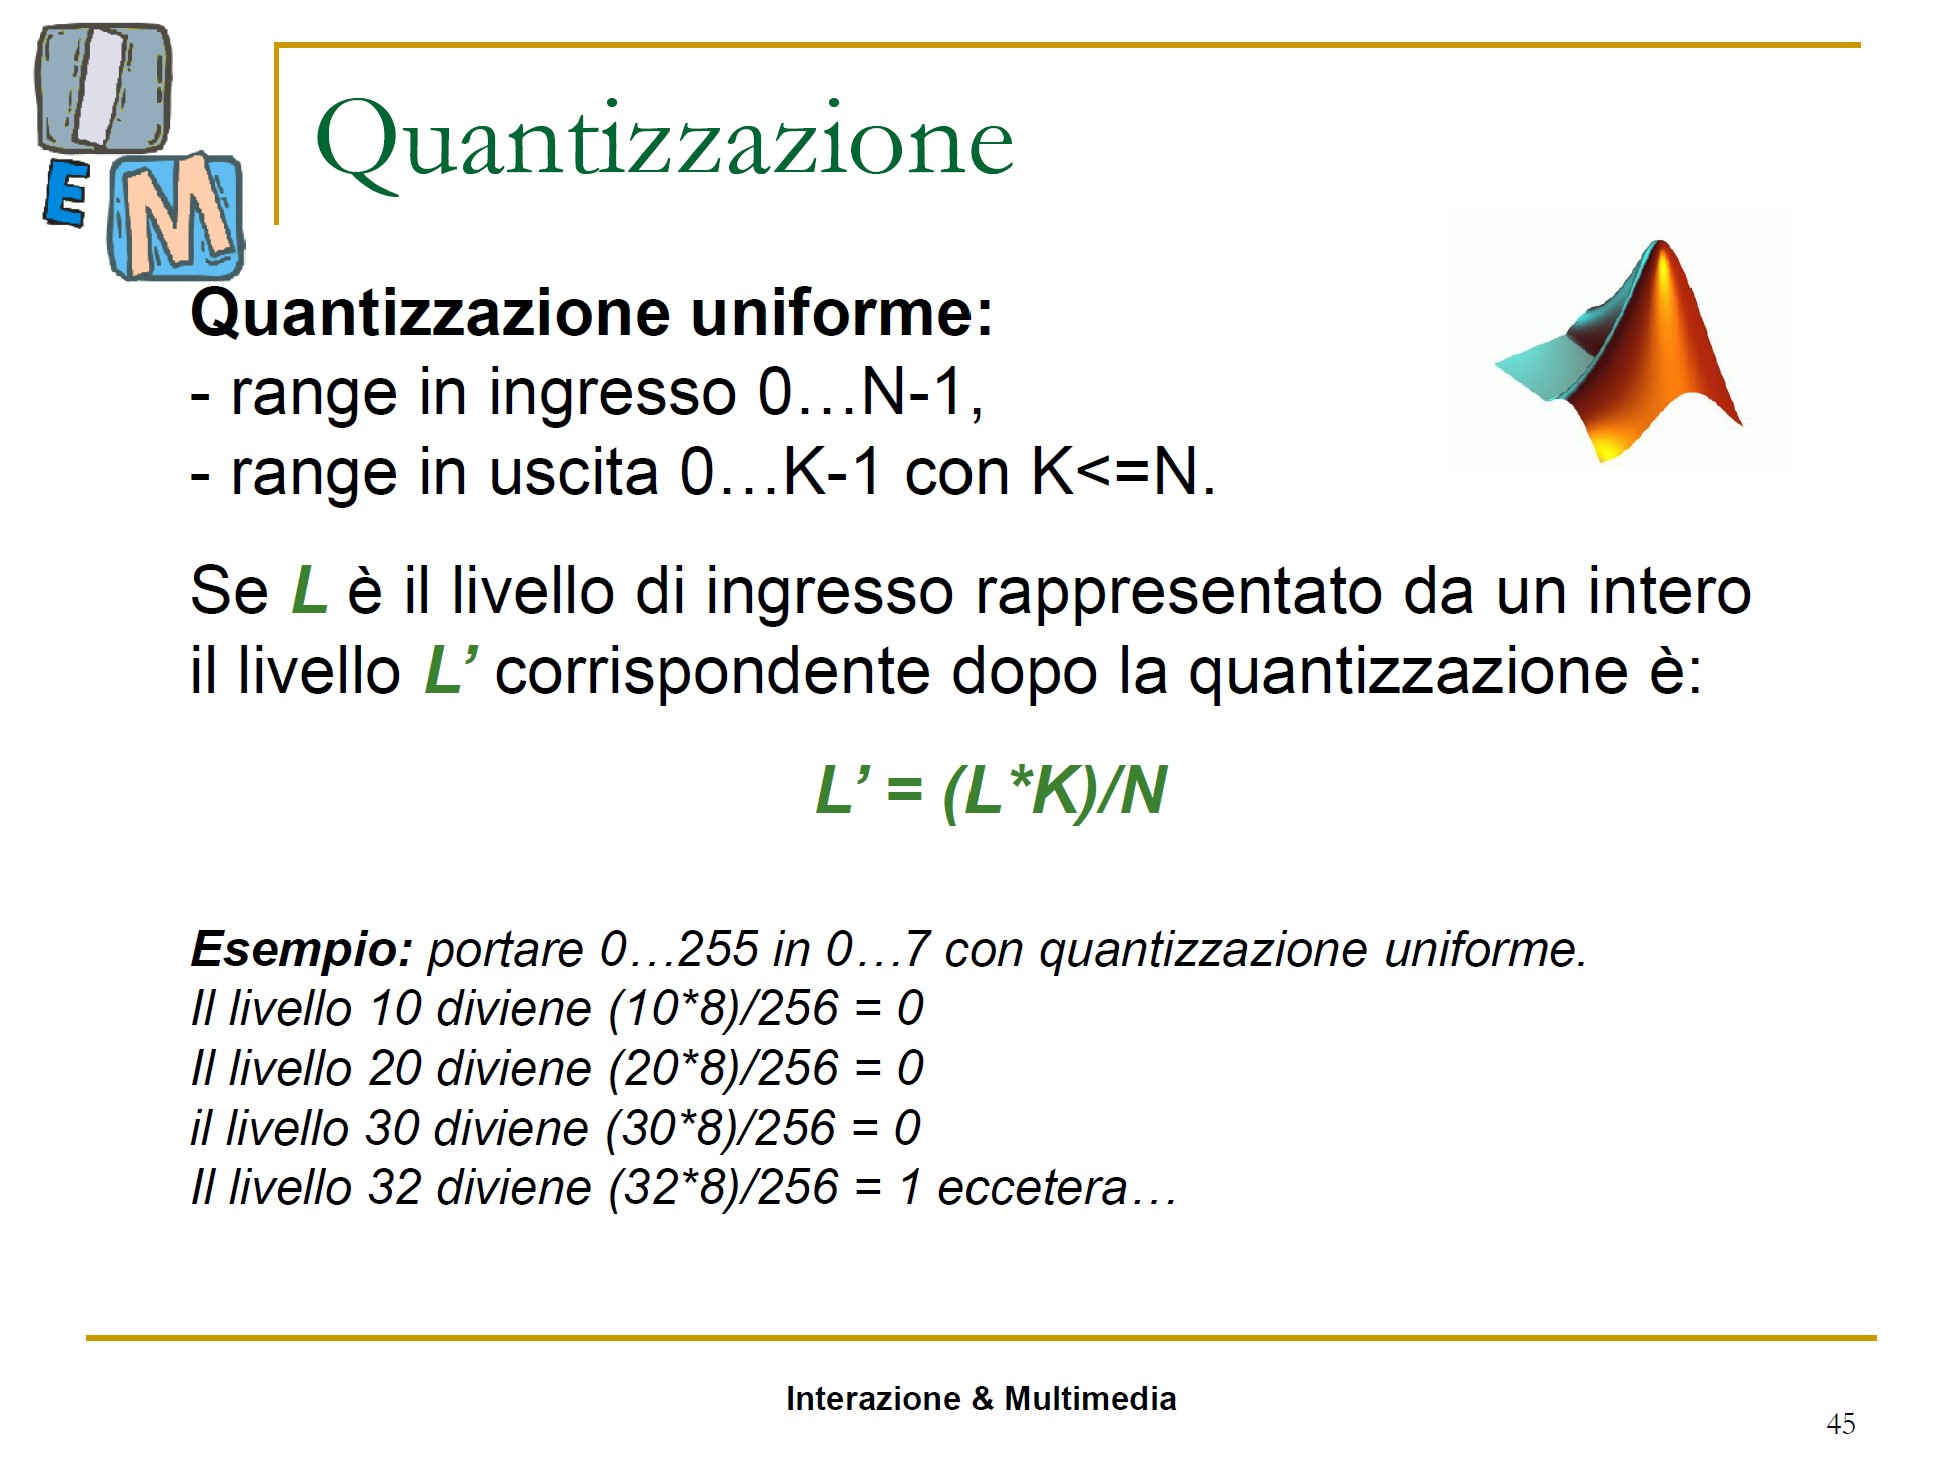 I
E M
Quantizzazione
Quantizzazione uniforme:
- range in ingresso 0…N-1,
- range in uscita 0…K-1 con K<=N.
Se L è il livello di ingresso rappresentato da un intero
il livello L’ corrispondente dopo la quantizzazione è:
L’ = (L*K)/N
Esempio: portare 0…255 in 0…7 con quantizzazione uniforme.
Il livello 10 diviene (10*8)/256 = 0
Il livello 20 diviene (20*8)/256 = 0
il livello 30 diviene (30*8)/256 = 0
Il livello 32 diviene (32*8)/256 = 1 eccetera…
Interazione & Multimedia
45